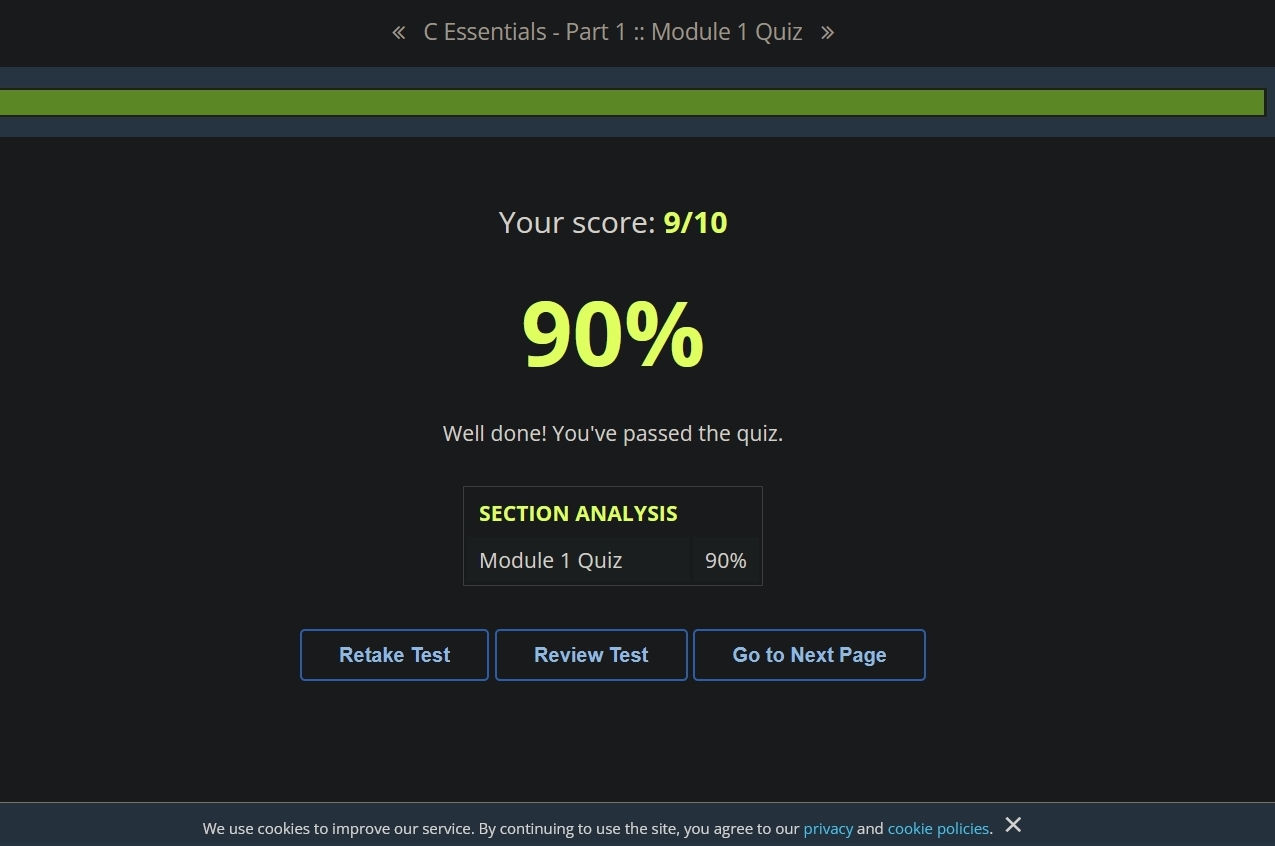 « C Essentials - Part 1 :: Module 1 Quiz »
Your score: 9/10
90%
Well done! You've passed the quiz.
SECTION ANALYSIS
Module 1 Quiz 90%
Retake Test Review Test Go to Next Page
We use cookies to improve our service. By continuing to use the site, you agree to our privacy and cookie policies. ✕